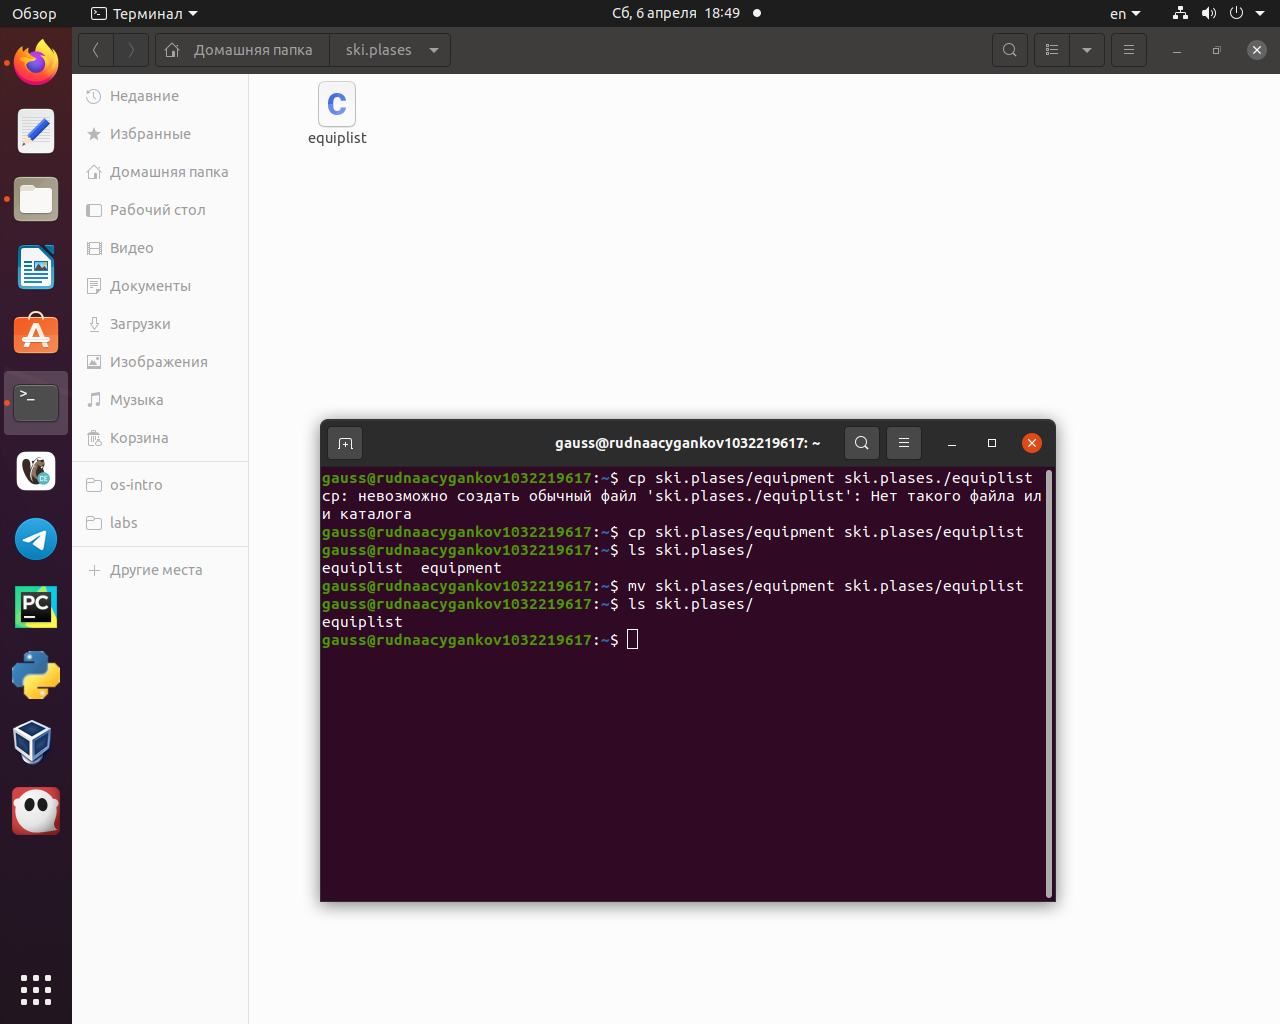 Обзор
Терминал
Сб, 6 апреля 18:49
en
Домашняя папка
ski.plases
Недавние
Избранные
Домашняя папка
Рабочий стол
Видео
Документы
Загрузки
Изображения
Музыка
Корзина
os-intro
labs
Другие места
C
equiplist
gauss@rudnaacygankov1032219617: ~
gauss@rudnaacygankov1032219617:~$ cp ski.plases/equipment ski.plases./equiplist
cp: невозможно создать обычный файл 'ski.plases./equiplist': Нет такого файла ил
и каталога
gauss@rudnaacygankov1032219617:~$ cp ski.plases/equipment ski.plases/equiplist
gauss@rudnaacygankov1032219617:~$ ls ski.plases/
equiplist  equipment
gauss@rudnaacygankov1032219617:~$ mv ski.plases/equipment ski.plases/equiplist
gauss@rudnaacygankov1032219617:~$ ls ski.plases/
equiplist
gauss@rudnaacygankov1032219617:~$
>_
CE
PC